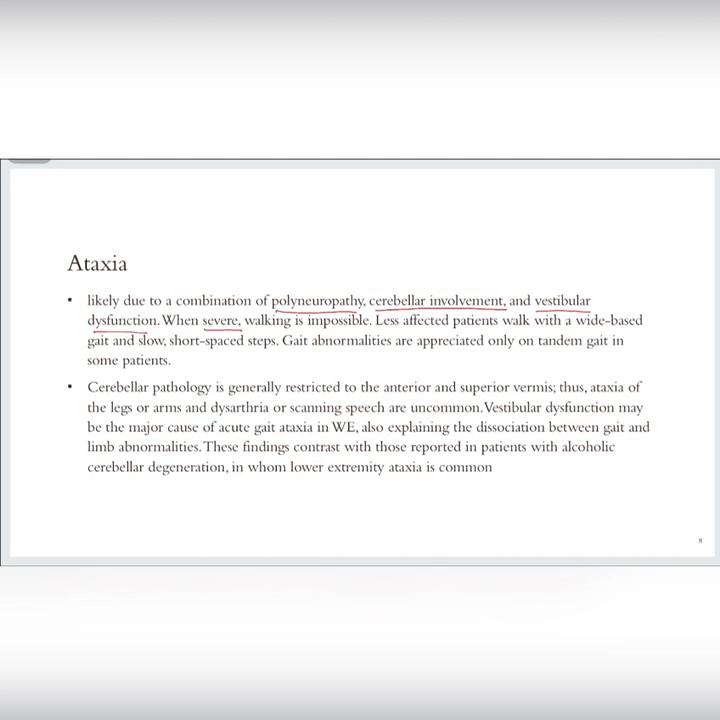 Ataxia
• likely due to a combination of polyneuropathy, cerebellar involvement, and vestibular
dysfunction. When severe, walking is impossible. Less affected patients walk with a wide-based
gait and slow, short-spaced steps. Gait abnormalities are appreciated only on tandem gait in
some patients.
• Cerebellar pathology is generally restricted to the anterior and superior vermis; thus, ataxia of
the legs or arms and dysarthria or scanning speech are uncommon. Vestibular dysfunction may
be the major cause of acute gait ataxia in WE, also explaining the dissociation between gait and
limb abnormalities. These findings contrast with those reported in patients with alcoholic
cerebellar degeneration, in whom lower extremity ataxia is common
8